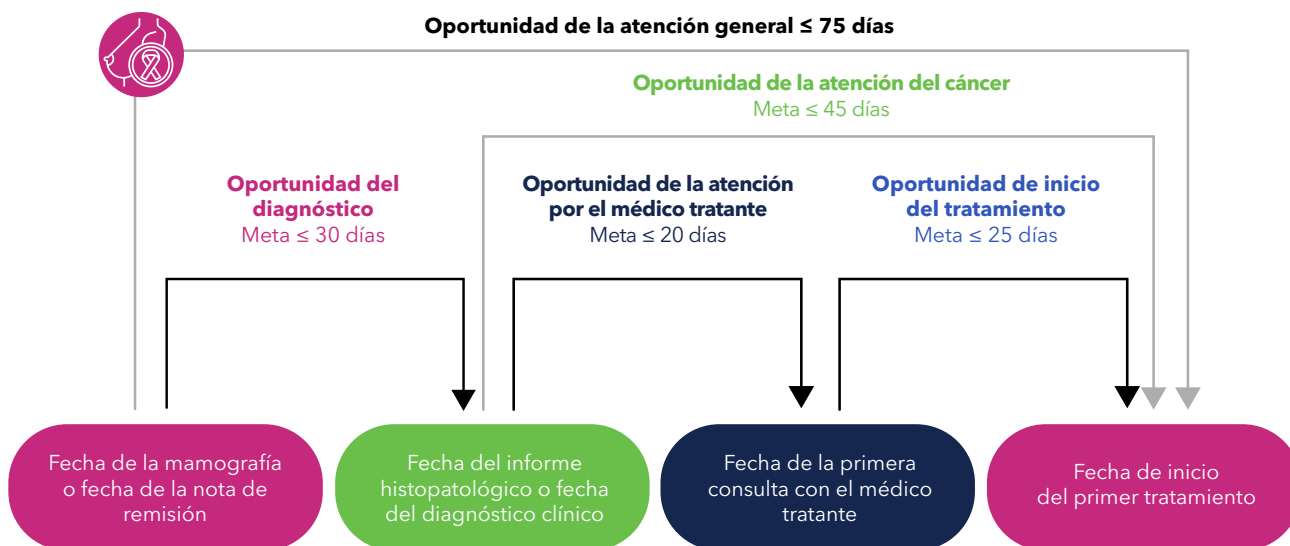 Oportunidad de la atención general ≤ 75 días
Oportunidad de la atención del cáncer
Meta ≤ 45 días
Oportunidad del
diagnóstico
Meta ≤ 30 días
Oportunidad de la atención
por el médico tratante
Meta ≤ 20 días
Oportunidad de inicio
del tratamiento
Meta ≤ 25 días
Fecha de la mamografía
o fecha de la nota de
remisión
Fecha del informe
histopatológico o fecha
del diagnóstico clínico
Fecha de la primera
consulta con el médico
tratante
Fecha de inicio
del primer tratamiento